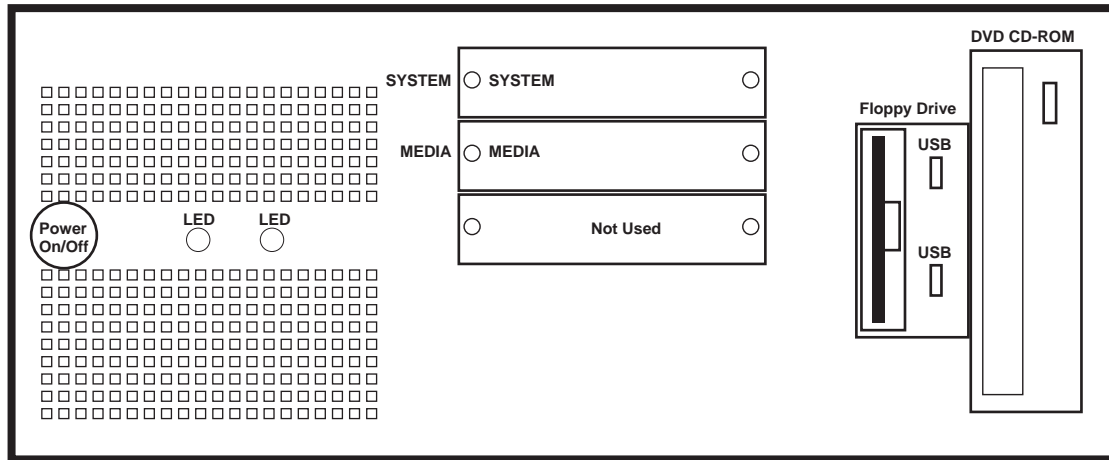 DVD CD-ROM
SYSTEM
SYSTEM
Floppy Drive
MEDIA
MEDIA
USB
LED
LED
Power
On/Off
Not Used
USB